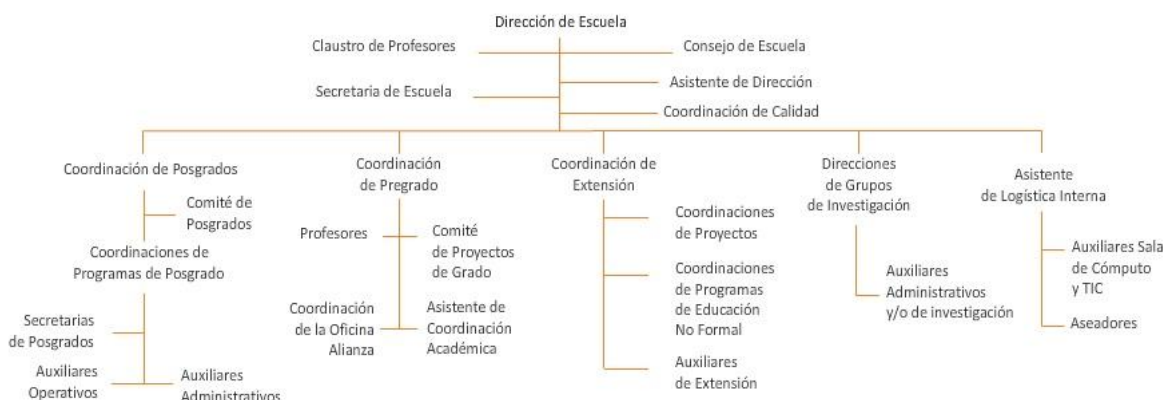 Dirección de Escuela
Claustro de Profesores
Consejo de Escuela
Secretaria de Escuela
Asistente de Dirección
Coordinación de Calidad
Coordinación de Posgrados
Comité de
Posgrados
Coordinaciones de
Programas de Posgrado
Secretarias
de Posgrados
Auxiliares
Operativos
Auxiliares
Administrativos
Coordinación
de Pregrado
Profesores
Comité
de Proyectos
de Grado
Coordinación
de la Oficina
Alianza
Asistente de
Coordinación
Académica
Coordinación de
Extensión
Coordinaciones
de Proyectos
Coordinaciones
de Programas
de Educación
No Formal
Auxiliares
de Extensión
Direcciones
de Grupos
de Investigación
Auxiliares
Administrativos
y/o de investigación
Asistente
de Logística Interna
Auxiliares Sala
de Cómputo
y TIC
Aseadores